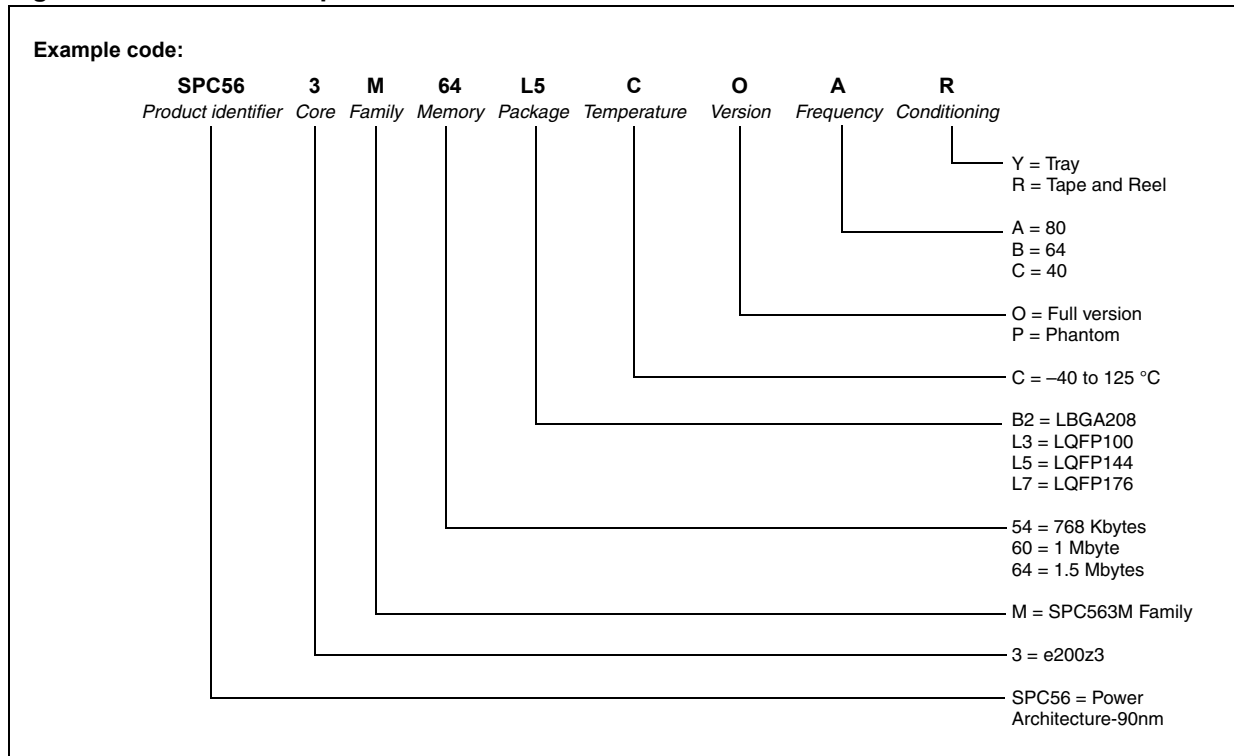 Example code:
SPC56 3 M 64 L5 C O A R
Product identifier Core Family Memory Package Temperature Version Frequency Conditioning
Y = Tray
R = Tape and Reel
A = 80
B = 64
C = 40
O = Full version
P = Phantom
C = –40 to 125 °C
B2 = LBGA208
L3 = LQFP100
L5 = LQFP144
L7 = LQFP176
54 = 768 Kbytes
60 = 1 Mbyte
64 = 1.5 Mbytes
M = SPC563M Family
3 = e200z3
SPC56 = Power
Architecture-90nm